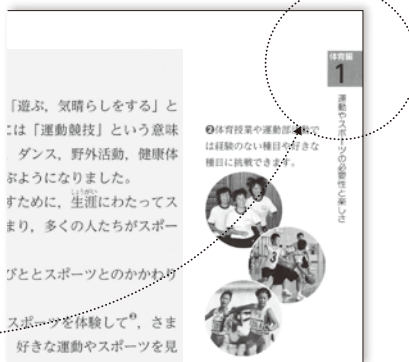 体育編
1
運動やスポーツの必要性と楽しさ
「遊ぶ，気晴らしをする」と
には「運動競技」という意味
ダンス，野外活動，健康体
ぶようになりました。
すために，生涯にわたってス
しょうがい
まり，多くの人たちがスポー
びととスポーツとのかかわり
スポーツを体験して❷，さま
好きな運動やスポーツを見
❷体育授業や運動部活動で
は経験のない種目や好きな
種目に挑戦できます。